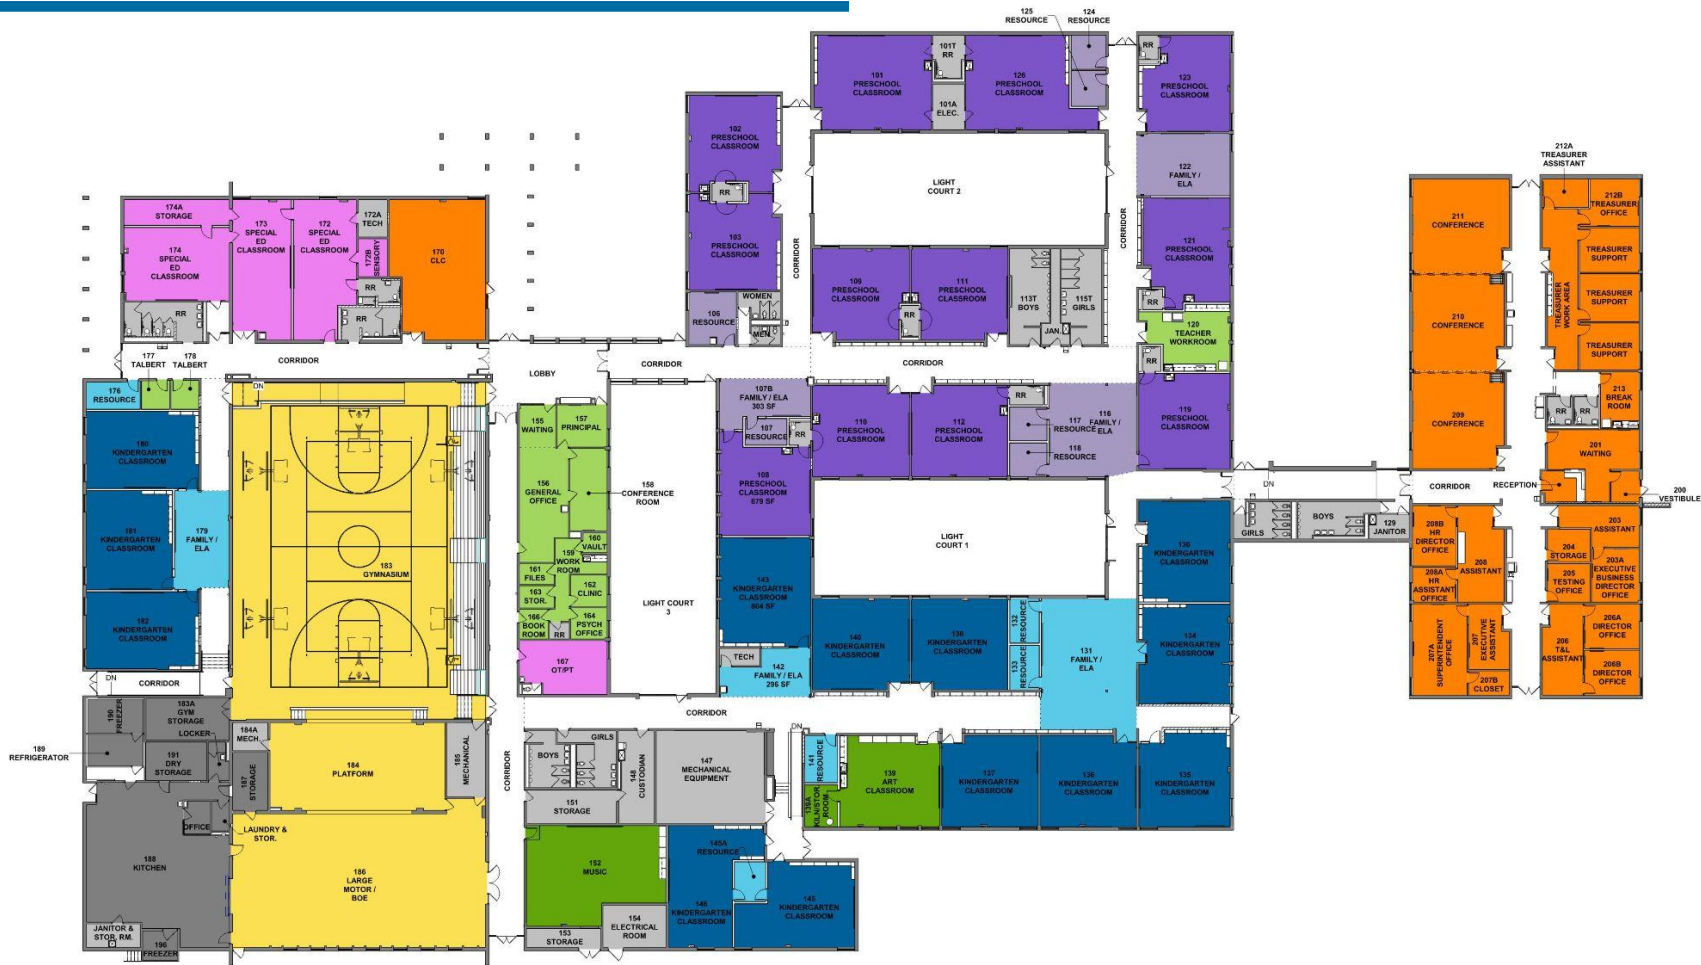 125
RESOURCE
124
RESOURCE
101
PRESCHOOL
CLASSROOM
101T
RR
126
PRESCHOOL
CLASSROOM
101A
ELEC.
RR
123
PRESCHOOL
CLASSROOM
102
PRESCHOOL
CLASSROOM
RR
103
PRESCHOOL
CLASSROOM
LIGHT
COURT 2
122
FAMILY /
ELA
CORRIDOR
CORRIDOR
121
PRESCHOOL
CLASSROOM
RR
212A
TREASURER
ASSISTANT
212B
TREASURER
OFFICE
211
CONFERENCE
TREASURER
SUPPORT
TREASURER
WORK AREA
TREASURER
SUPPORT
210
CONFERENCE
TREASURER
SUPPORT
174A
STORAGE
174
SPECIAL
ED
CLASSROOM
173
SPECIAL
ED
CLASSROOM
172
SPECIAL
ED
CLASSROOM
172A
TECH
172B
SENSORY
170
CLC
RR
RR
RR
106
RESOURCE
WOMEN
MEN
109
PRESCHOOL
CLASSROOM
111
PRESCHOOL
CLASSROOM
RR
113T
BOYS
115T
GIRLS
JAN.
120
TEACHER
WORKROOM
RR
177
TALBERT
178
TALBERT
CORRIDOR
LOBBY
CORRIDOR
CORRIDOR
176
RESOURCE
DN
180
KINDERGARTEN
CLASSROOM
181
KINDERGARTEN
CLASSROOM
179
FAMILY /
ELA
182
KINDERGARTEN
CLASSROOM
183
GYMNASIUM
155
WAITING
157
PRINCIPAL
156
GENERAL
OFFICE
158
CONFERENCE
ROOM
160
VAULT
159
WORK
ROOM
161
FILES
162
CLINIC
163
STOR.
166
BOOK
ROOM
RR
164
PSYCH
OFFICE
167
OT/PT
LIGHT COURT
3
107B
FAMILY / ELA
303 SF
107
RESOURCE
RR
108
PRESCHOOL
CLASSROOM
879 SF
110
PRESCHOOL
CLASSROOM
112
PRESCHOOL
CLASSROOM
RR
117
RESOURCE
116
FAMILY /
ELA
118
RESOURCE
119
PRESCHOOL
CLASSROOM
209
CONFERENCE
RR
RR
213
BREAK
ROOM
201
WAITING
RECEPTION
200
VESTIBULE
CORRIDOR
DN
GIRLS
BOYS
129
JANITOR
LIGHT
COURT 1
130
KINDERGARTEN
CLASSROOM
143
KINDERGARTEN
CLASSROOM
864 SF
TECH
142
FAMILY / ELA
296 SF
140
KINDERGARTEN
CLASSROOM
138
KINDERGARTEN
CLASSROOM
132
RESOURCE
133
RESOURCE
131
FAMILY /
ELA
134
KINDERGARTEN
CLASSROOM
208B
HR
DIRECTOR
OFFICE
208A
HR
ASSISTANT
OFFICE
208
ASSISTANT
203
ASSISTANT
204
STORAGE
205
TESTING
OFFICE
203A
EXECUTIVE
BUSINESS
DIRECTOR
OFFICE
207A
SUPERINTENDENT
OFFICE
207
EXECUTIVE
ASSISTANT
207B
CLOSET
206
T&L
ASSISTANT
206A
DIRECTOR
OFFICE
206B
DIRECTOR
OFFICE
DN
CORRIDOR
190
FREEZER
183A
GYM
STORAGE
LOCKER
189
REFRIGERATOR
191
DRY
STORAGE
184A
MECH
187
STORAGE
184
PLATFORM
185
MECHANICAL
OFFICE
LAUNDRY &
STOR.
188
KITCHEN
186
LARGE
MOTOR /
BOE
JANITOR &
STOR. RM.
196
FREEZER
CORRIDOR
CORRIDOR
GIRLS
BOYS
148
CUSTODIAN
147
MECHANICAL
EQUIPMENT
151
STORAGE
DN
141
RESOURCE
139A
KILN/STOR.
ROOM
139
ART
CLASSROOM
137
KINDERGARTEN
CLASSROOM
136
KINDERGARTEN
CLASSROOM
135
KINDERGARTEN
CLASSROOM
152
MUSIC
145A
RESOURCE
146
KINDERGARTEN
CLASSROOM
145
KINDERGARTEN
CLASSROOM
153
STORAGE
154
ELECTRICAL
ROOM